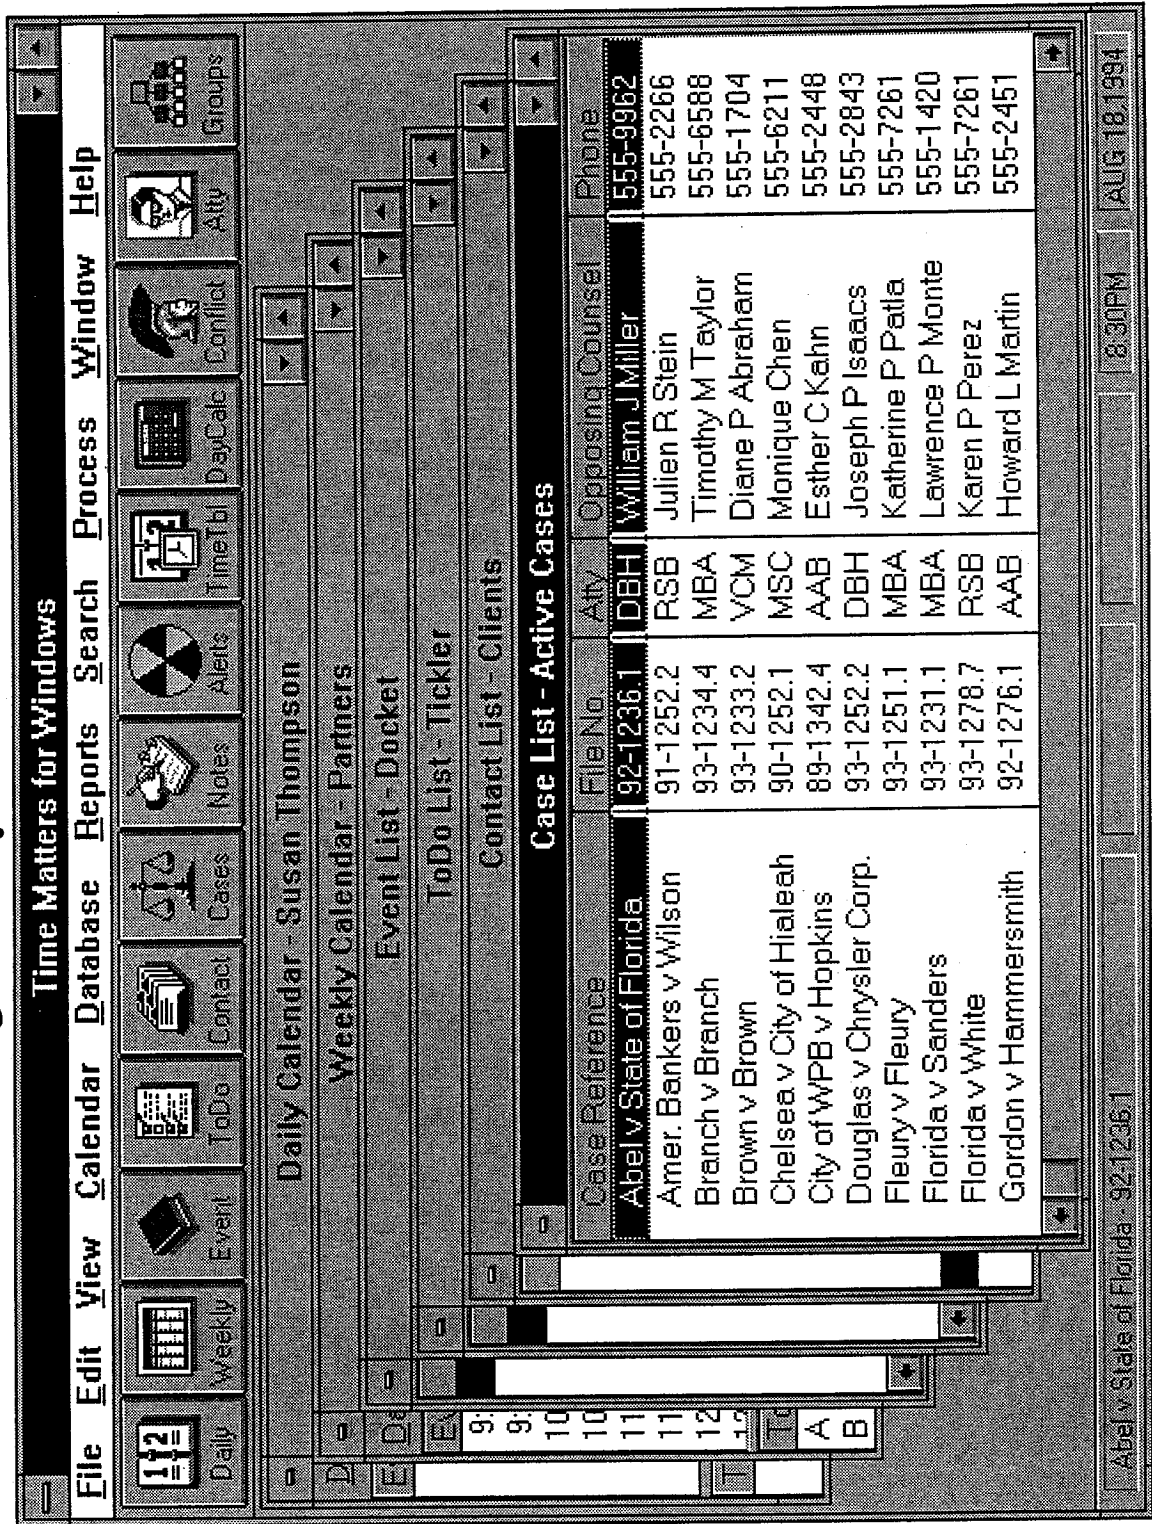 Time Matters for Windows
File Edit View Calendar Database Reports Search Process Window Help
Daily Weekly Event ToDo Contact Cases Notes Alerts TimeTbl DayCalc Conflict Atty Groups
Daily Calendar - Susan Thompson
Weekly Calendar - Partners
Event List - Docket
ToDo List - Tickler
Contact List - Clients
Case List - Active Cases
Case Reference File No Atty Opposing Counsel Phone
Abel v State of Florida 92-1236.1 DBH William J Miller 555-9962
Amer. Bankers v Wilson 91-1252.2 RSB Julien R Stein 555-2266
Branch v Branch 93-1234.4 MBA Timothy M Taylor 555-6588
Brown v Brown 93-1233.2 VCM Diane P Abraham 555-1704
Chelsea v City of Hialeah 90-1252.1 MSC Monique Chen 555-6211
City of WPB v Hopkins 89-1342.4 AAB Esther C Kahn 555-2448
Douglas v Chrysler Corp. 93-1252.2 DBH Joseph P Isaacs 555-2843
Fleury v Fleury 93-1251.1 MBA Katherine P Patla 555-7261
Florida v Sanders 93-1231.1 MBA Lawrence P Monte 555-1420
Florida v White 93-1278.7 RSB Karen P Perez 555-7261
Gordon v Hammersmith 92-1276.1 AAB Howard L Martin 555-2451
9:
9:
10
10
11
11
12
A
B
Abel v State of Florida - 92-1236.1 8:30PM AUG-18,1994